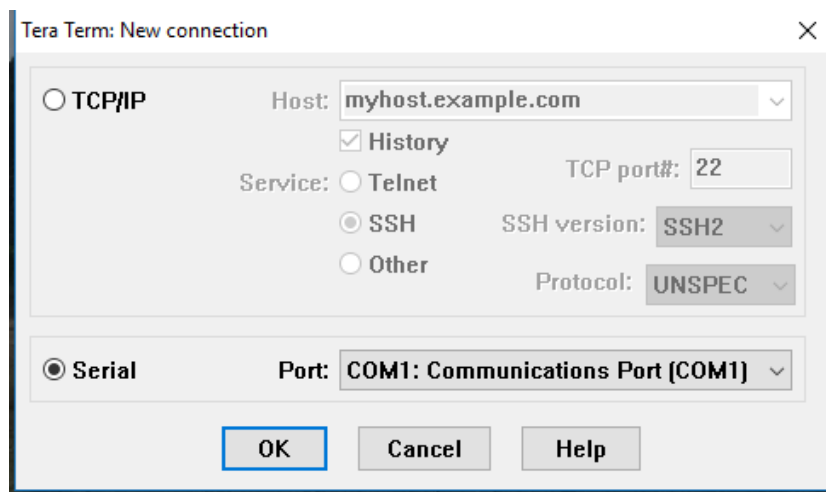 Tera Term: New connection
TCP/IP Host: myhost.example.com
History
Service: Telnet TCP port#: 22
SSH SSH version: SSH2
Other Protocol: UNSPEC
Serial Port: COM1: Communications Port (COM1)
OK Cancel Help